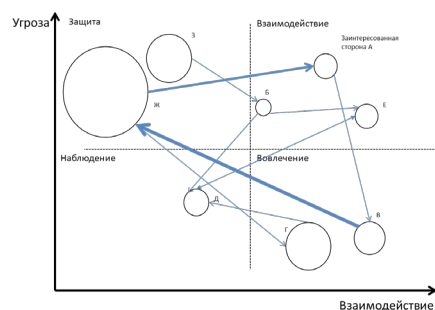 Угроза
Защита
Взаимодействие
З
Заинтересованная
сторона А
Б
Е
Ж
Наблюдение
Вовлечение
Д
В
Г
Взаимодействие